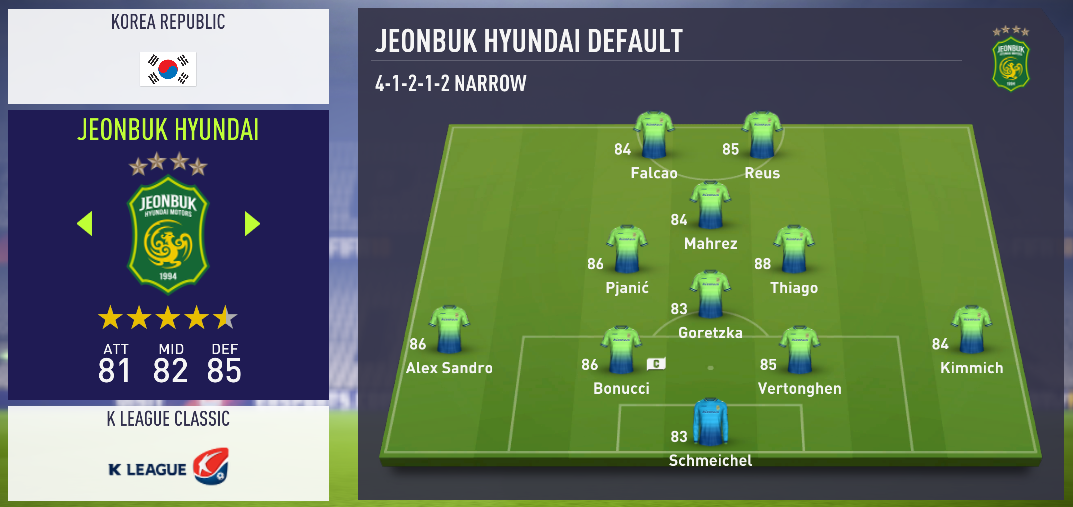 KOREA REPUBLIC
JEONBUK HYUNDAI
JEONBUK
HYUNDAI MOTORS
1994
ATT MID DEF
81 82 85
K LEAGUE CLASSIC
K LEAGUE
JEONBUK HYUNDAI DEFAULT
4-1-2-1-2 NARROW
JEONBUK
1994
84 85
Falcao Reus
84
Mahrez
86 88
Pjanić Thiago
83
Goretzka
86 84
Alex Sandro Kimmich
86 C 85
Bonucci Vertonghen
83
Schmeichel